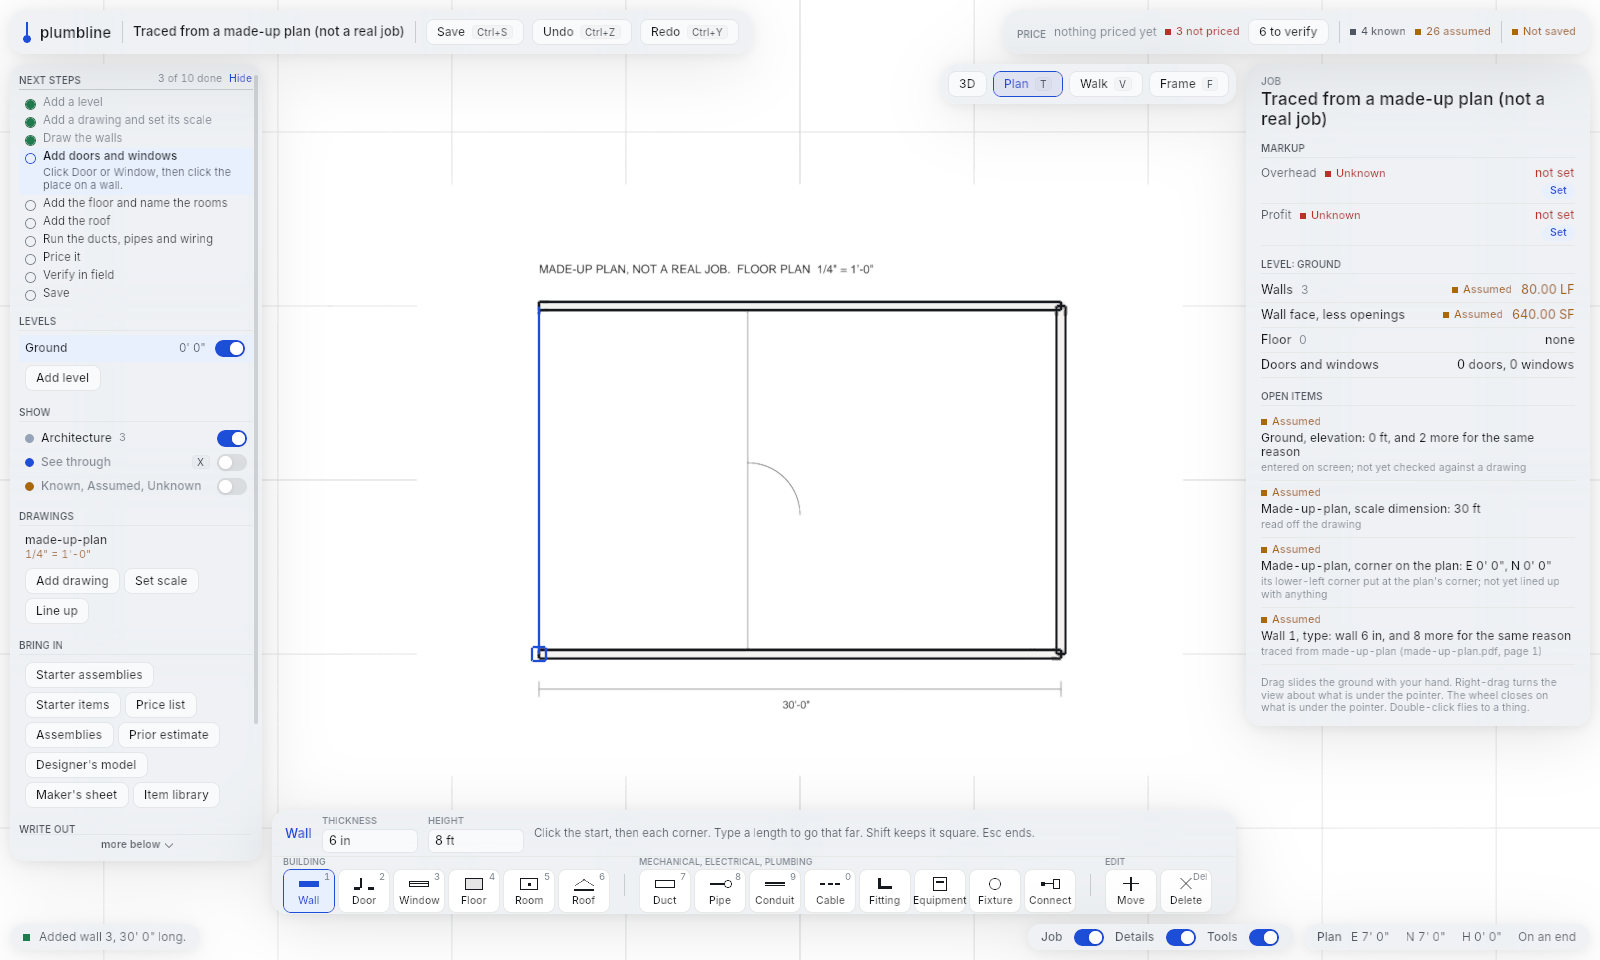 plumbline
Traced from a made-up plan (not a real job)
Save Ctrl+S
Undo Ctrl+Z
Redo Ctrl+Y
PRICE nothing priced yet 3 not priced
6 to verify
4 known 26 assumed
Not saved
3D
Plan T
Walk V
Frame F
NEXT STEPS 3 of 10 done Hide
Add a level
Add a drawing and set its scale
Draw the walls
Add doors and windows
Click Door or Window, then click the
place on a wall.
Add the floor and name the rooms
Add the roof
Run the ducts, pipes and wiring
Price it
Verify in field
Save
LEVELS
Ground 0' 0"
Add level
SHOW
Architecture 3
See through X
Known, Assumed, Unknown
DRAWINGS
made-up-plan
1/4" = 1'-0"
Add drawing Set scale
Line up
BRING IN
Starter assemblies
Starter items Price list
Assemblies Prior estimate
Designer's model
Maker's sheet Item library
WRITE OUT
more below
MADE-UP PLAN, NOT A REAL JOB. FLOOR PLAN 1/4" = 1'-0"
30'-0"
JOB
Traced from a made-up plan (not a
real job)
MARKUP
Overhead Unknown not set
Set
Profit Unknown not set
Set
LEVEL: GROUND
Walls 3 Assumed 80.00 LF
Wall face, less openings Assumed 640.00 SF
Floor 0 none
Doors and windows 0 doors, 0 windows
OPEN ITEMS
Assumed
Ground, elevation: 0 ft, and 2 more for the same
reason
entered on screen; not yet checked against a drawing
Assumed
Made-up-plan, scale dimension: 30 ft
read off the drawing
Assumed
Made-up-plan, corner on the plan: E 0' 0", N 0' 0"
its lower-left corner put at the plan's corner; not yet lined up
with anything
Assumed
Wall 1, type: wall 6 in, and 8 more for the same reason
traced from made-up-plan (made-up-plan.pdf, page 1)
Drag slides the ground with your hand. Right-drag turns the
view about what is under the pointer. The wheel closes on
what is under the pointer. Double-click flies to a thing.
Wall
THICKNESS
6 in
HEIGHT
8 ft
Click the start, then each corner. Type a length to go that far. Shift keeps it square. Esc ends.
BUILDING
1 Wall
2 Door
3 Window
4 Floor
5 Room
6 Roof
MECHANICAL, ELECTRICAL, PLUMBING
7 Duct
8 Pipe
9 Conduit
0 Cable
Fitting
Equipment
Fixture
Connect
EDIT
Move
Del Delete
Added wall 3, 30' 0" long.
Job
Details
Tools
Plan E 7' 0" N 7' 0" H 0' 0" On an end